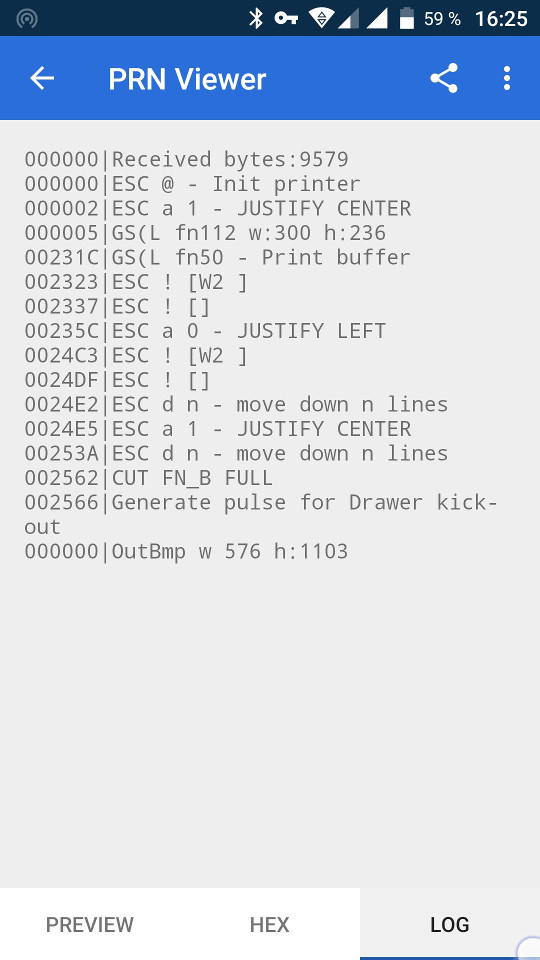 59 % 16:25
PRN Viewer
000000|Received bytes:9579
000000|ESC @ - Init printer
000002|ESC a 1 - JUSTIFY CENTER
000005|GS(L fn112 w:300 h:236
00231C|GS(L fn50 - Print buffer
002323|ESC ! [W2 ]
002337|ESC ! []
00235C|ESC a 0 - JUSTIFY LEFT
0024C3|ESC ! [W2 ]
0024DF|ESC ! []
0024E2|ESC d n - move down n lines
0024E5|ESC a 1 - JUSTIFY CENTER
00253A|ESC d n - move down n lines
002562|CUT FN_B FULL
002566|Generate pulse for Drawer kick-
out
000000|OutBmp w 576 h:1103
PREVIEW HEX LOG